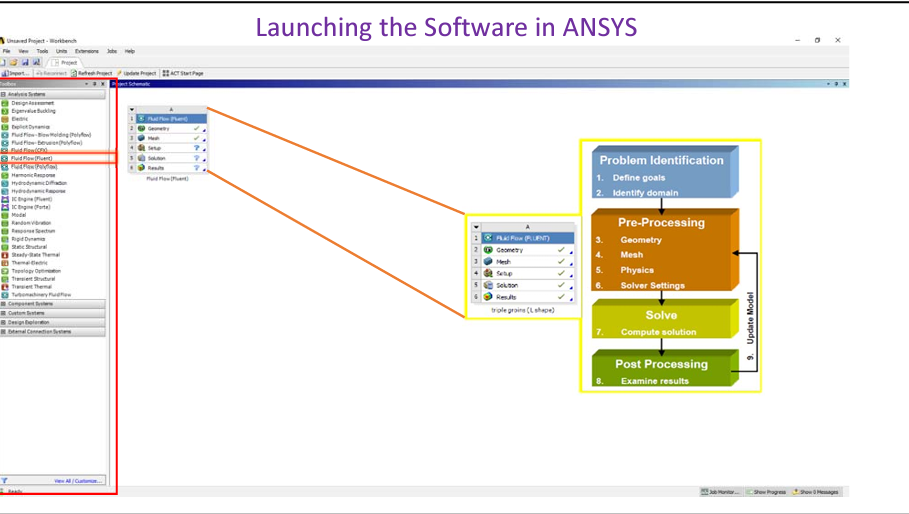 Launching the Software in ANSYS
Unsaved Project - Workbench
File View Tools Units Extensions Jobs Help
Project
Import... Reconnect Refresh Project Update Project ACT Start Page
Toolbox
Project Schematic
Analysis Systems
Design Assessment
Eigenvalue Buckling
Electric
Explicit Dynamics
Fluid Flow - Blow Molding (Polyflow)
Fluid Flow - Extrusion (Polyflow)
Fluid Flow (CFX)
Fluid Flow (Fluent)
Fluid Flow (Polyflow)
Harmonic Response
Hydrodynamic Diffraction
Hydrodynamic Response
IC Engine (Fluent)
IC Engine (Forte)
Modal
Random Vibration
Response Spectrum
Rigid Dynamics
Static Structural
Steady-State Thermal
Thermal-Electric
Topology Optimization
Transient Structural
Transient Thermal
Turbomachinery Fluid Flow
Component Systems
Custom Systems
Design Exploration
External Connection Systems
View All / Customize...
Ready
A
1 Fluid Flow (Fluent)
2 Geometry
3 Mesh
4 Setup
5 Solution
6 Results
Fluid Flow (Fluent)
A
1 Fluid Flow (FLUENT)
2 Geometry
3 Mesh
4 Setup
5 Solution
6 Results
triple groins (L shape)
Problem Identification
1. Define goals
2. Identify domain
Pre-Processing
3. Geometry
4. Mesh
5. Physics
6. Solver Settings
Solve
7. Compute solution
Post Processing
8. Examine results
9. Update Model
Job Monitor... Show Progress Show 0 Messages